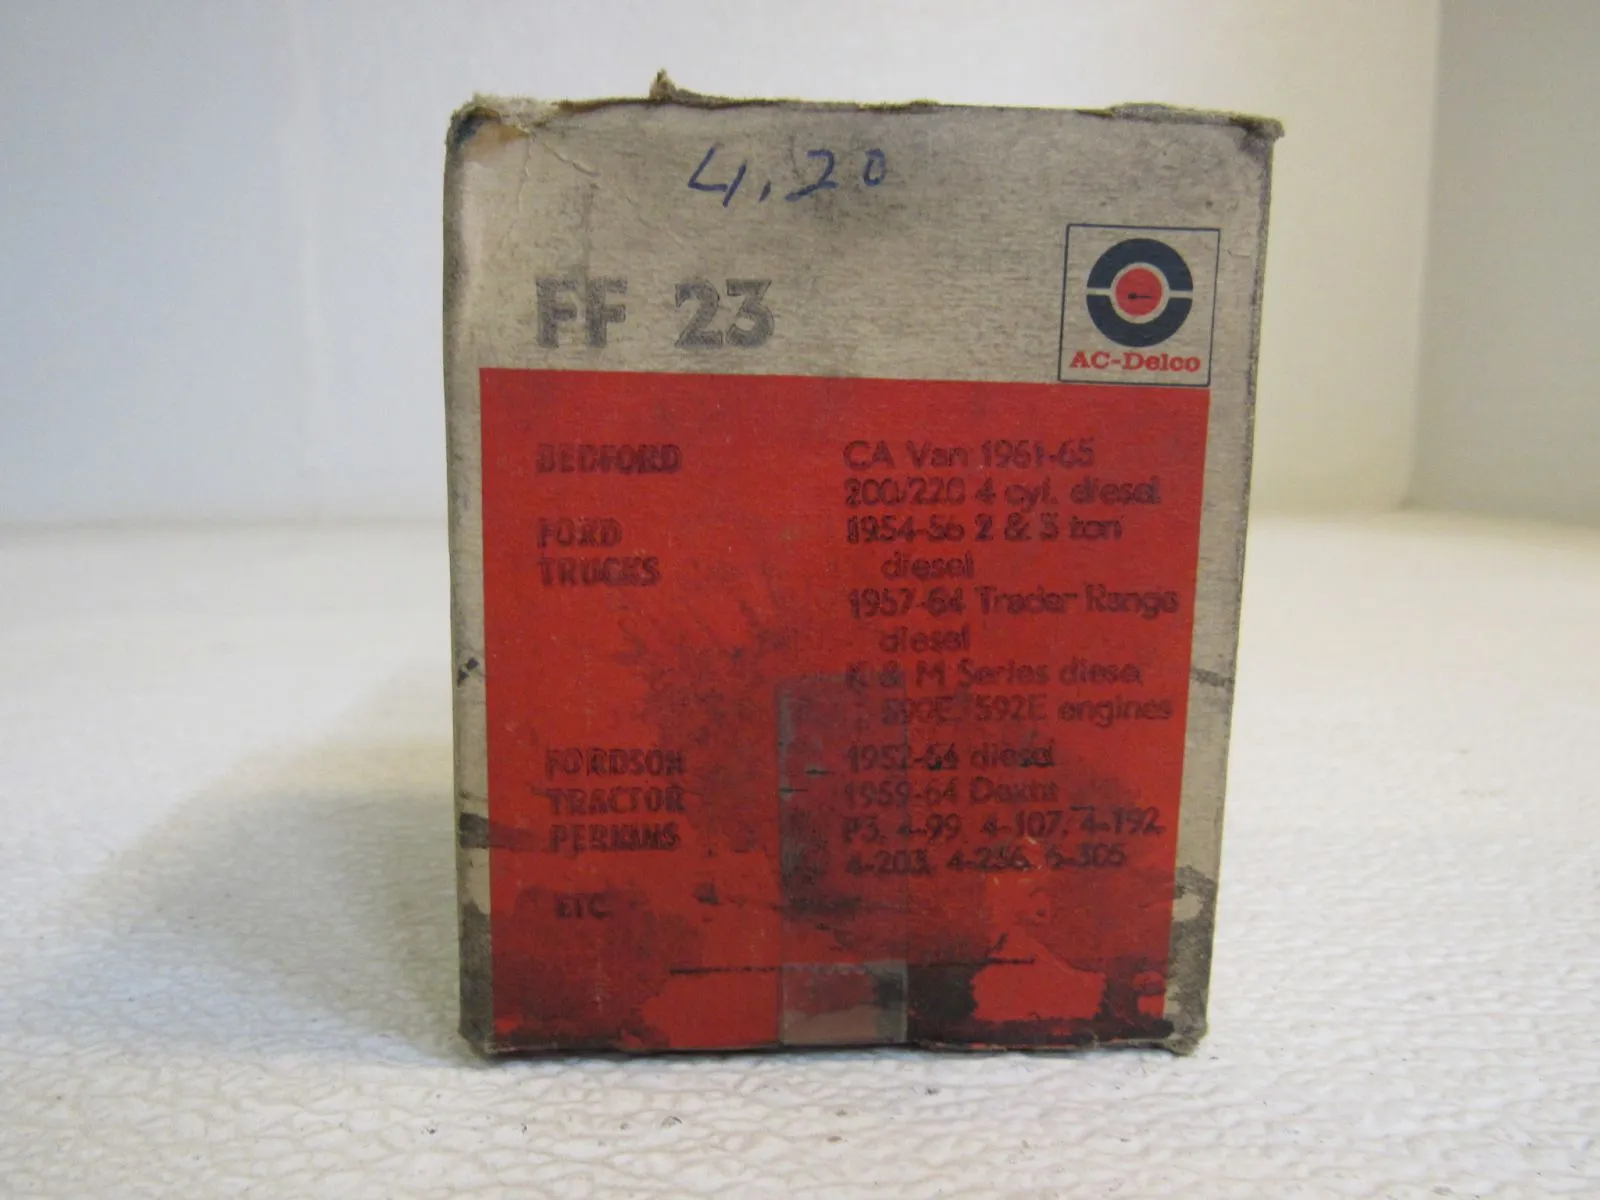 4.20
FF 23
AC-Delco
BEDFORD CA Van 1961-65
200/220 4 cyl. diesel
FORD 1954-56 2 & 3 ton
TRUCKS diesel
1957-64 Trader Range
diesel
K & M Series diesel
590E/592E engines
FORDSON 1952-64 diesel
TRACTOR 1959-64 Dexta
PERKINS P3, 4-99, 4-107, 4-192,
4-203, 4-236, 6-305
ETC.